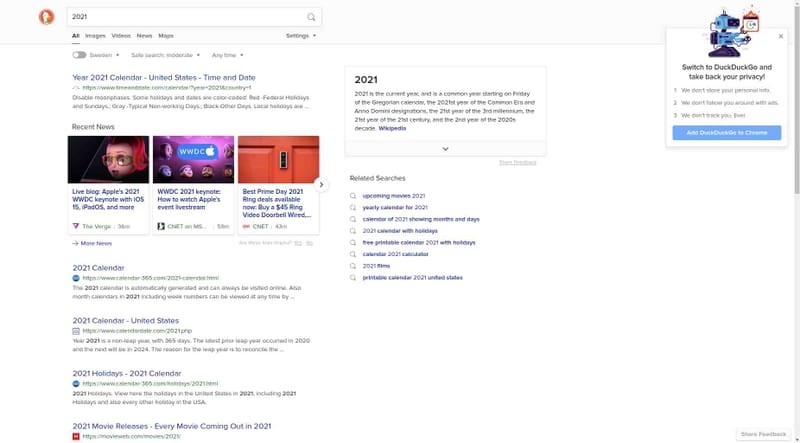 2021
All Images Videos News Maps Settings
Sweden Safe search: moderate Any time
Year 2021 Calendar - United States - Time and Date
https://www.timeanddate.com/calendar/?year=2021&country=1
Disable moonphases. Some holidays and dates are color-coded: Red -Federal Holidays
and Sundays.; Gray -Typical Non-working Days.; Black-Other Days. Local holidays are ...
Recent News
WWDC
Live blog: Apple's 2021
WWDC keynote with iOS
15, iPadOS, and more
The Verge | 36m
WWDC 2021 keynote:
How to watch Apple's
event livestream
CNET on MS... | 59m
Best Prime Day 2021
Ring deals available
now: Buy a $45 Ring
Video Doorbell Wired,...
CNET | 43m
More News
Are these links helpful? Yes No
2021 Calendar
https://www.calendar-365.com/2021-calendar.html
The 2021 calendar is automatically generated and can always be visited online. Also
month calendars in 2021 including week numbers can be viewed at any time by ...
2021 Calendar - United States
https://www.calendardate.com/2021.php
Year 2021 is a non-leap year, with 365 days. The latest prior leap year occurred in 2020
and the next will be in 2024. The reason for the leap year is to reconcile the ...
2021 Holidays - 2021 Calendar
https://www.calendar-365.com/holidays/2021.html
2021 Holidays. View here the holidays in the United States in 2021, including 2021
Holidays and also every other holiday in the USA.
2021 Movie Releases - Every Movie Coming Out in 2021
https://movieweb.com/movies/2021/
2021
2021 is the current year, and is a common year starting on Friday
of the Gregorian calendar, the 2021st year of the Common Era and
Anno Domini designations, the 21st year of the 3rd millennium, the
21st year of the 21st century, and the 2nd year of the 2020s
decade. Wikipedia
Share Feedback
Related Searches
upcoming movies 2021
yearly calendar for 2021
calendar of 2021 showing months and days
2021 calendar with holidays
free printable calendar 2021 with holidays
calendar 2021 calculator
2021 films
printable calendar 2021 united states
Switch to DuckDuckGo and
take back your privacy!
1 We don't store your personal info.
2 We don't follow you around with ads.
3 We don't track you. Ever.
Add DuckDuckGo to Chrome
Share Feedback